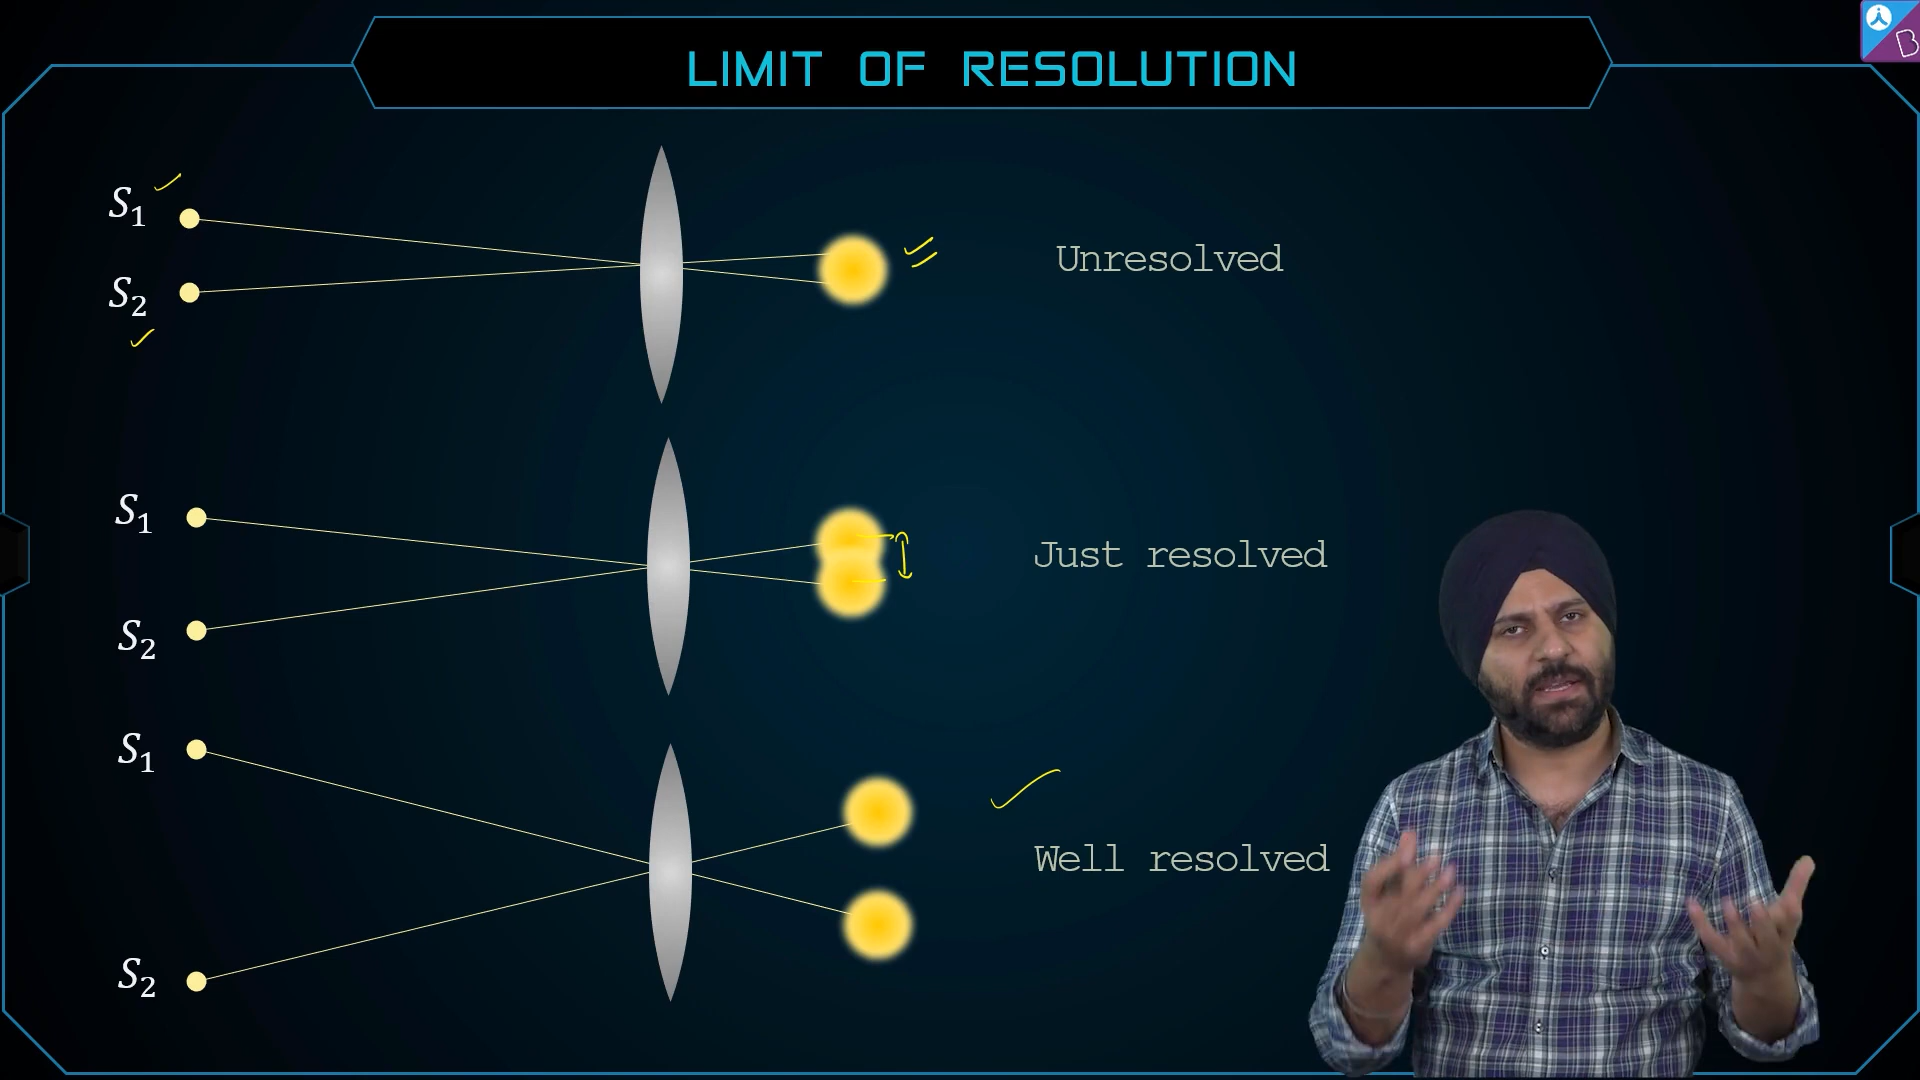 LIMIT OF RESOLUTION
S₁
S₂
Unresolved
S₁
S₂
Just resolved
S₁
S₂
Well resolved
B